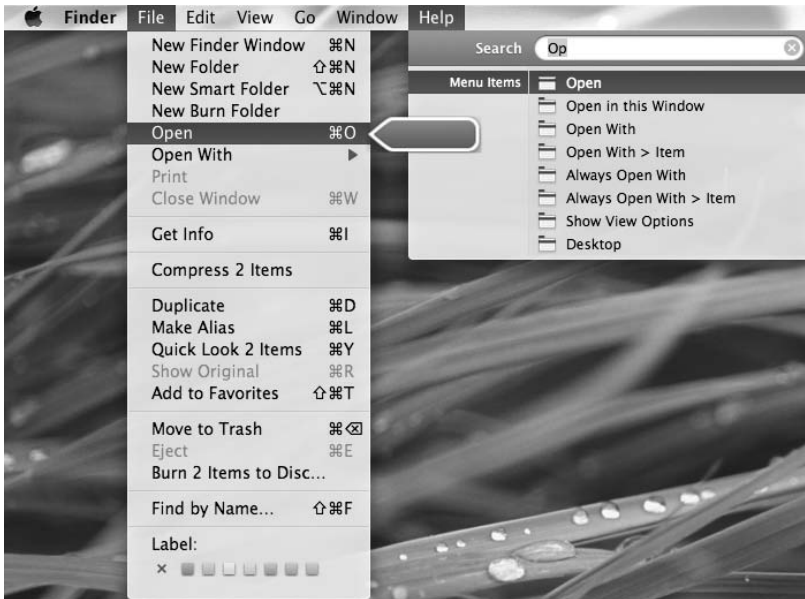 Finder File Edit View Go Window Help
New Finder Window ⌘N
New Folder ⇧⌘N
New Smart Folder ⌥⌘N
New Burn Folder
Open ⌘O
Open With ▶
Print
Close Window ⌘W
Get Info ⌘I
Compress 2 Items
Duplicate ⌘D
Make Alias ⌘L
Quick Look 2 Items ⌘Y
Show Original ⌘R
Add to Favorites ⇧⌘T
Move to Trash ⌘⌫
Eject ⌘E
Burn 2 Items to Disc...
Find by Name... ⇧⌘F
Label:
×
Search Op
Menu Items Open
Open in this Window
Open With
Open With > Item
Always Open With
Always Open With > Item
Show View Options
Desktop